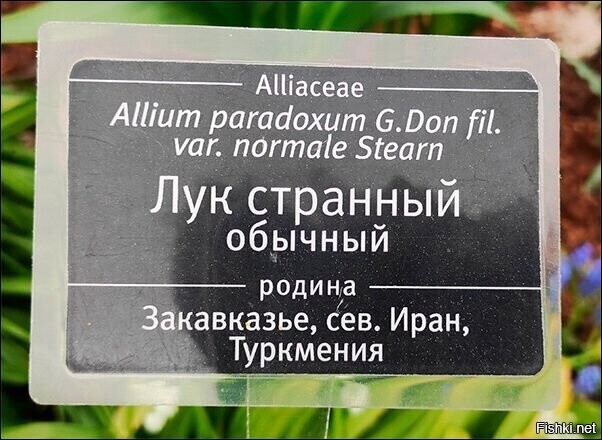 Alliaceae
Allium paradoxum G.Don fil.
var. normale Stearn
Лук странный
обычный
родина
Закавказье, сев. Иран,
Туркмения
Fishki.net